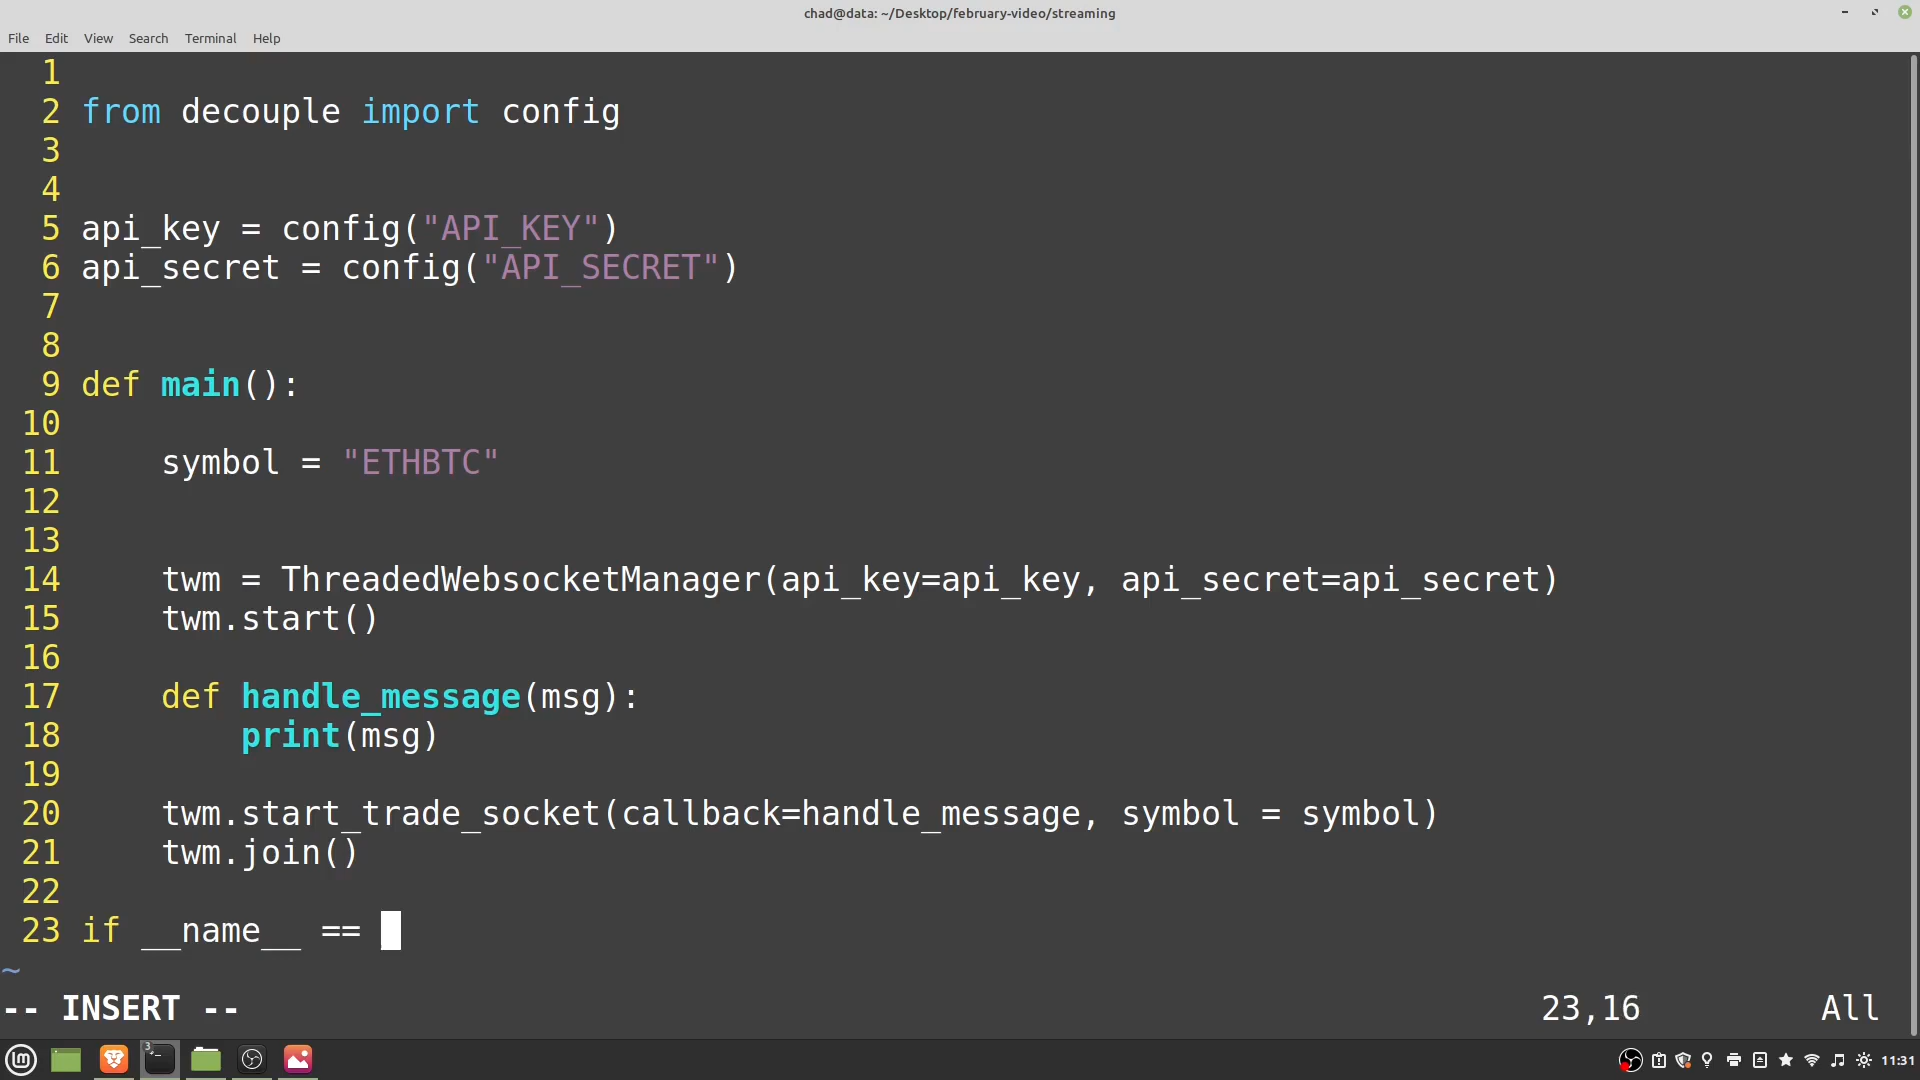 chad@data: ~/Desktop/february-video/streaming
File Edit View Search Terminal Help
1
2 from decouple import config
3
4
5 api_key = config("API_KEY")
6 api_secret = config("API_SECRET")
7
8
9 def main():
10
11     symbol = "ETHBTC"
12
13
14     twm = ThreadedWebsocketManager(api_key=api_key, api_secret=api_secret)
15     twm.start()
16
17     def handle_message(msg):
18         print(msg)
19
20     twm.start_trade_socket(callback=handle_message, symbol = symbol)
21     twm.join()
22
23 if __name__ == 
~
-- INSERT -- 23,16 All
3 11:31